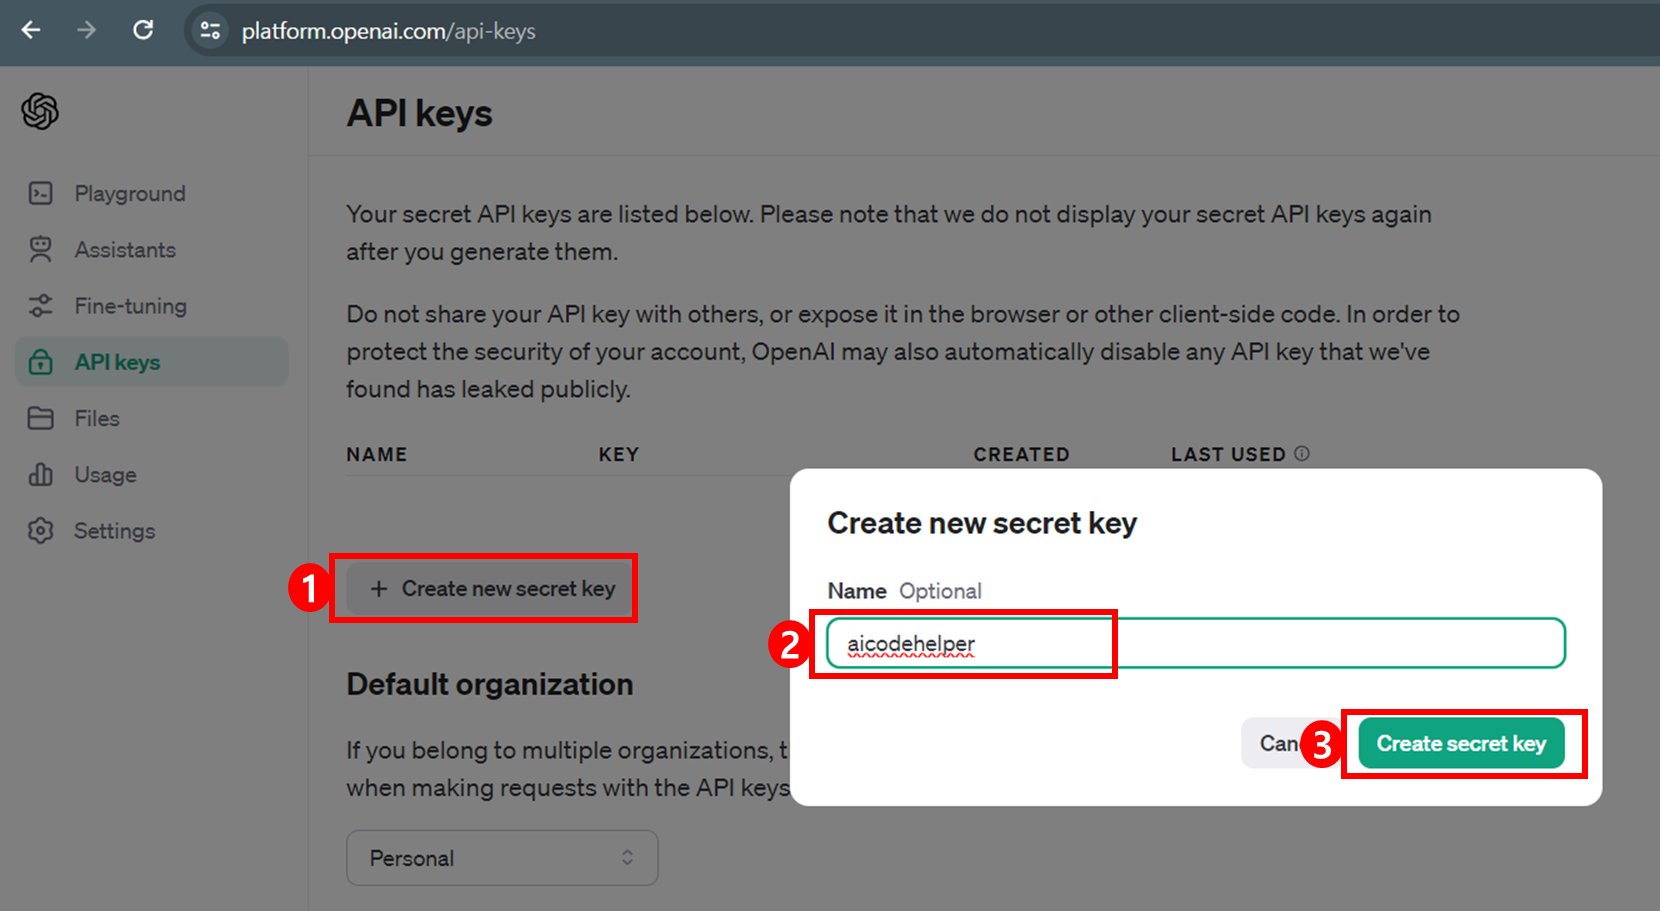 platform.openai.com/api-keys
API keys
Playground
Assistants
Fine-tuning
API keys
Files
Usage
Settings
Your secret API keys are listed below. Please note that we do not display your secret API keys again
after you generate them.
Do not share your API key with others, or expose it in the browser or other client-side code. In order to
protect the security of your account, OpenAI may also automatically disable any API key that we've
found has leaked publicly.
NAME KEY CREATED LAST USED
1 + Create new secret key
Default organization
If you belong to multiple organizations, t
when making requests with the API keys
Personal
Create new secret key
Name Optional
2 aicodehelper
Can 3 Create secret key